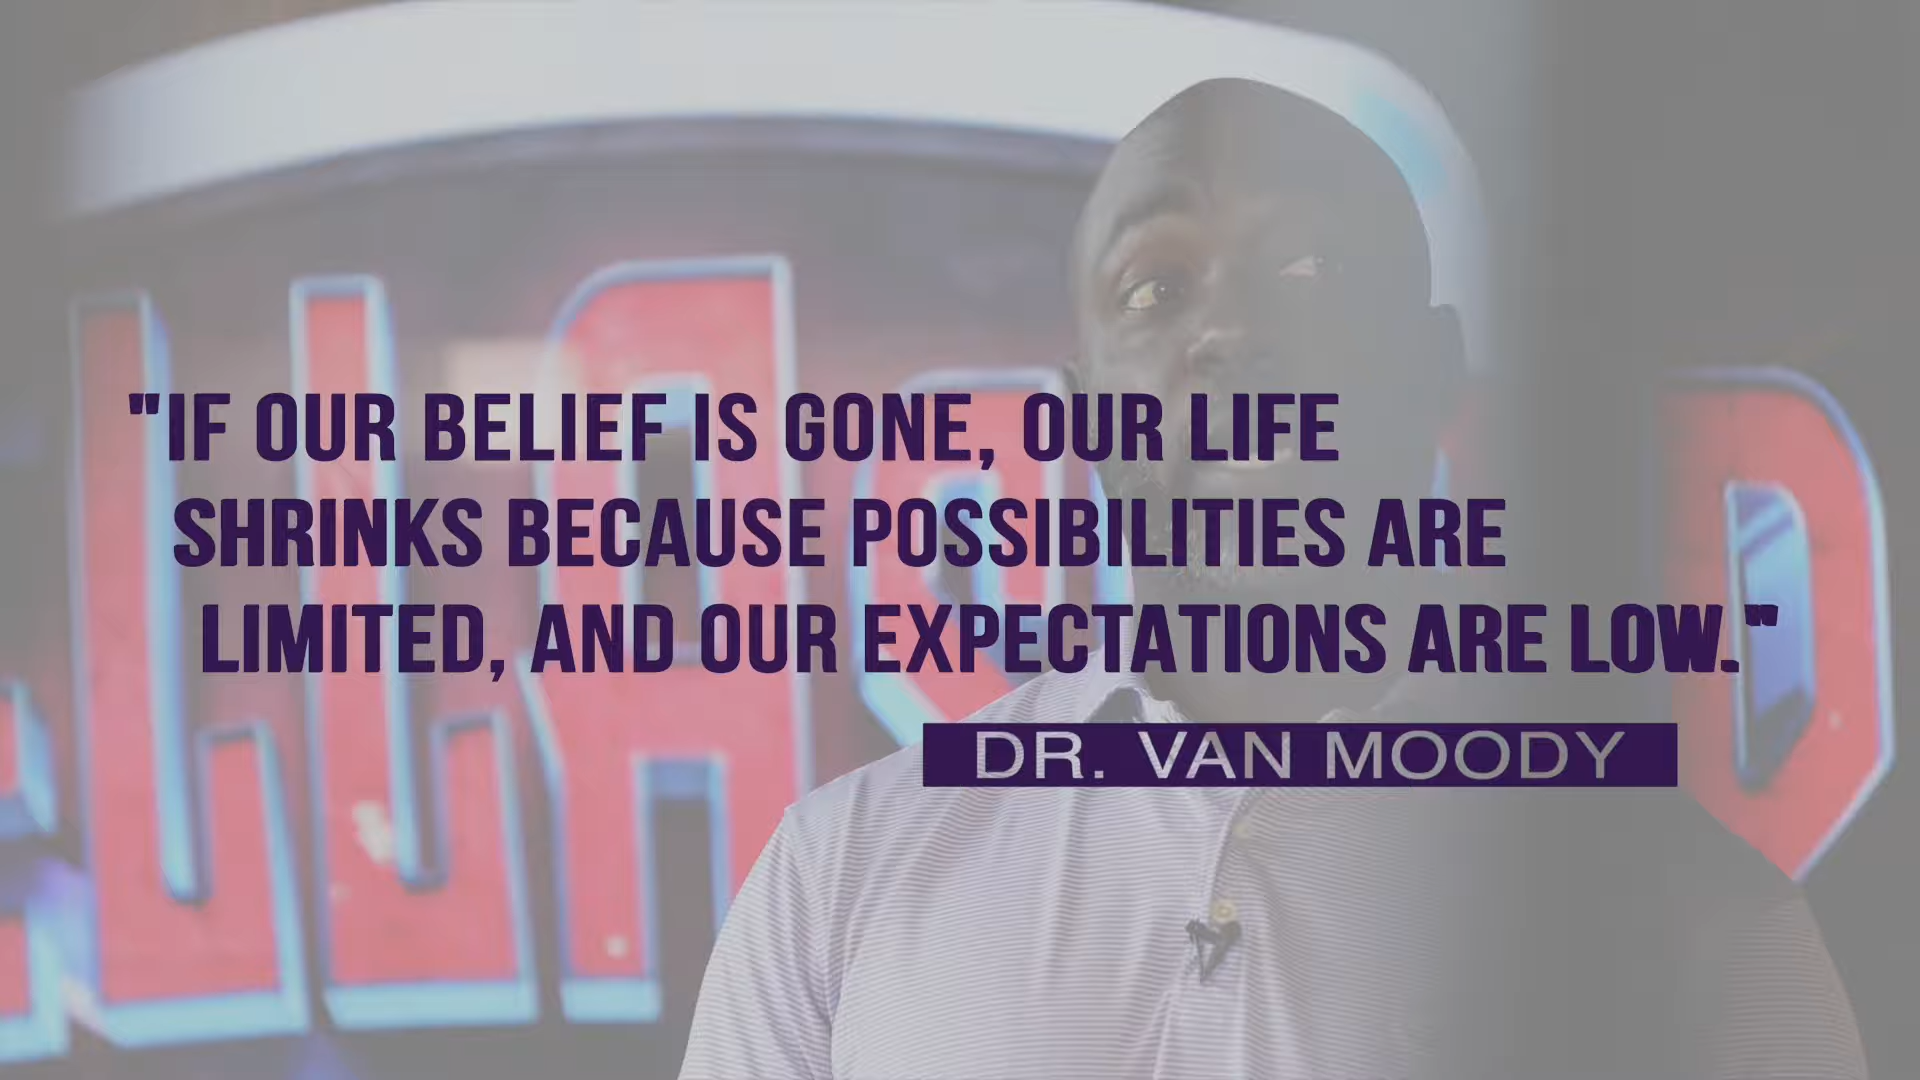 "IF OUR BELIEF IS GONE, OUR LIFE
SHRINKS BECAUSE POSSIBILITIES ARE
LIMITED, AND OUR EXPECTATIONS ARE LOW."
DR. VAN MOODY